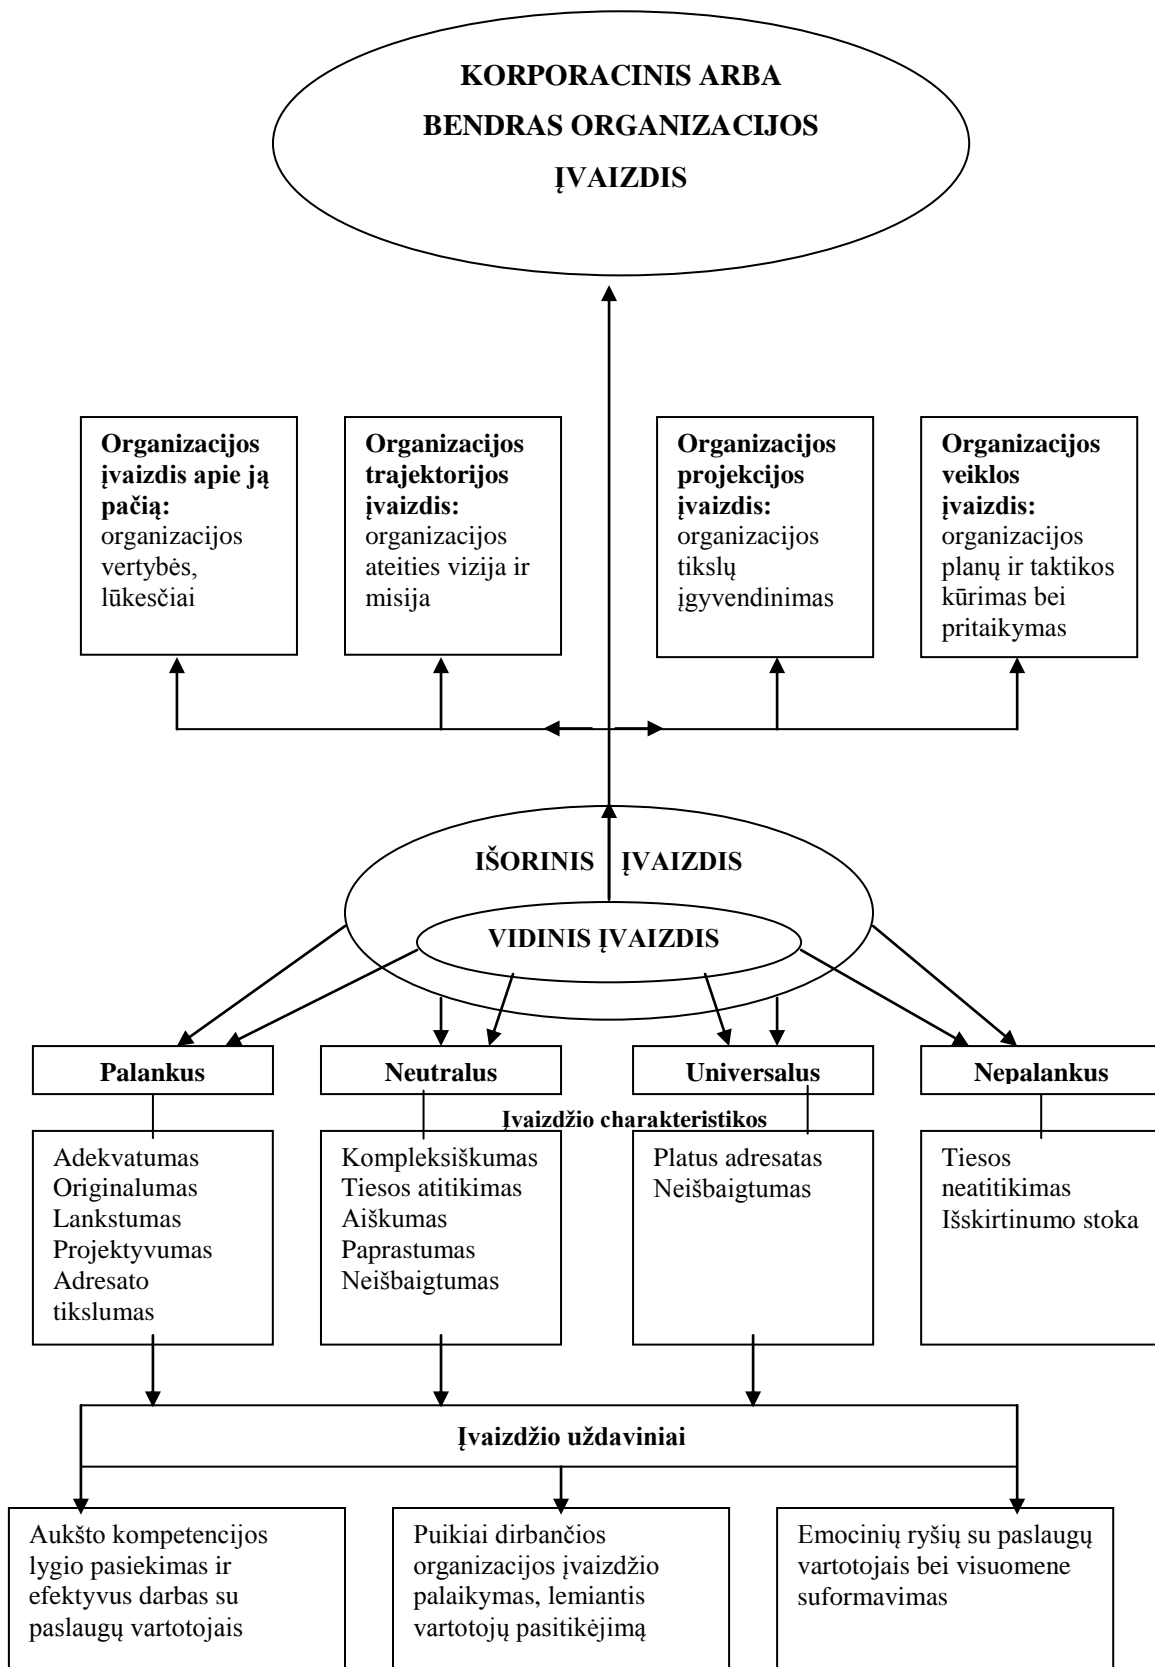 KORPORACINIS ARBA
BENDRAS ORGANIZACIJOS
ĮVAIZDIS
Organizacijos
įvaizdis apie ją
pačią:
organizacijos
vertybės,
lūkesčiai
Organizacijos
trajektorijos
įvaizdis:
organizacijos
ateities vizija ir
misija
Organizacijos
projekcijos
įvaizdis:
organizacijos
tikslų
įgyvendinimas
Organizacijos
veiklos
įvaizdis:
organizacijos
planų ir taktikos
kūrimas bei
pritaikymas
IŠORINIS ĮVAIZDIS
VIDINIS ĮVAIZDIS
Palankus
Neutralus
Universalus
Nepalankus
Įvaizdžio charakteristikos
Adekvatumas
Originalumas
Lankstumas
Projektyvumas
Adresato
tikslumas
Kompleksiškumas
Tiesos atitikimas
Aiškumas
Paprastumas
Neišbaigtumas
Platus adresatas
Neišbaigtumas
Tiesos
neatitikimas
Išskirtinumo stoka
Įvaizdžio uždaviniai
Aukšto kompetencijos
lygio pasiekimas ir
efektyvus darbas su
paslaugų vartotojais
Puikiai dirbančios
organizacijos įvaizdžio
palaikymas, lemiantis
vartotojų pasitikėjimą
Emocinių ryšių su paslaugų
vartotojais bei visuomene
suformavimas